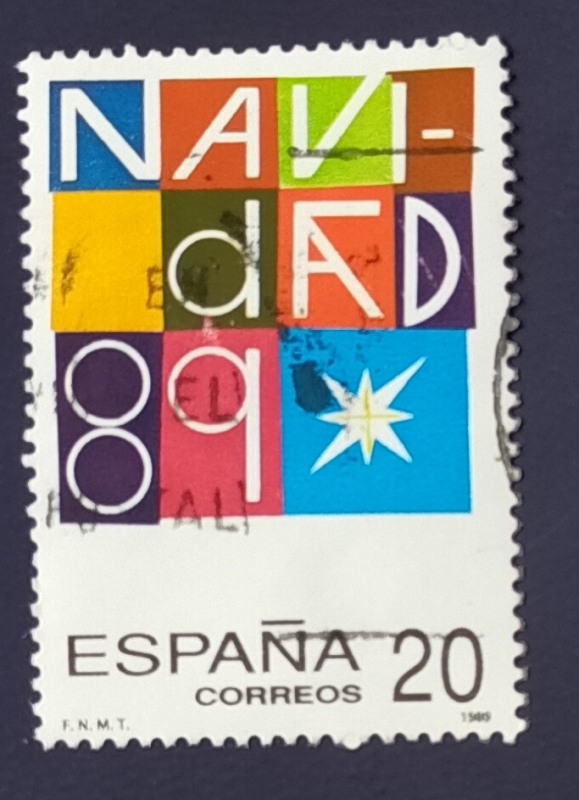 NAVI-
dAD
89
ESPAÑA 20
CORREOS
F.N.M.T. 1989